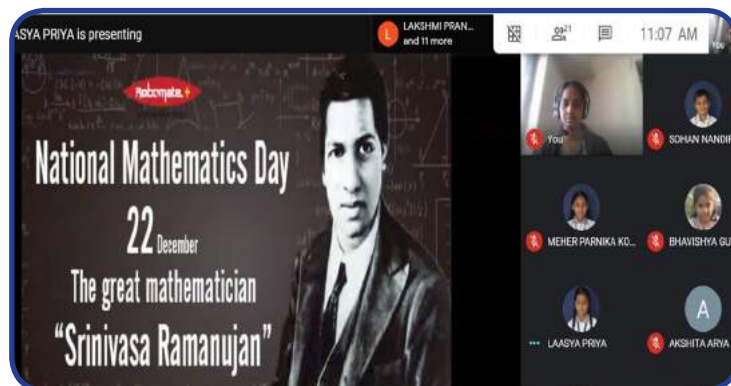 ASYA PRIYA is presenting
L
LAKSHMI PRAN...
and 11 more
21
11:07 AM
You
Robomate+
National Mathematics Day
22 December
The great mathematician
“Srinivasa Ramanujan”
You
SOHAN NANDIP
MEHER PARNIKA KO...
BHAVISHYA GU
LAASYA PRIYA
A
AKSHITA ARYA